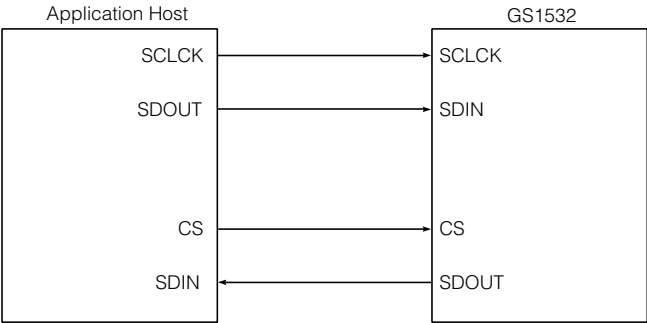 Application Host GS1532
SCLCK SCLCK
SDOUT SDIN
CS CS
SDIN SDOUT